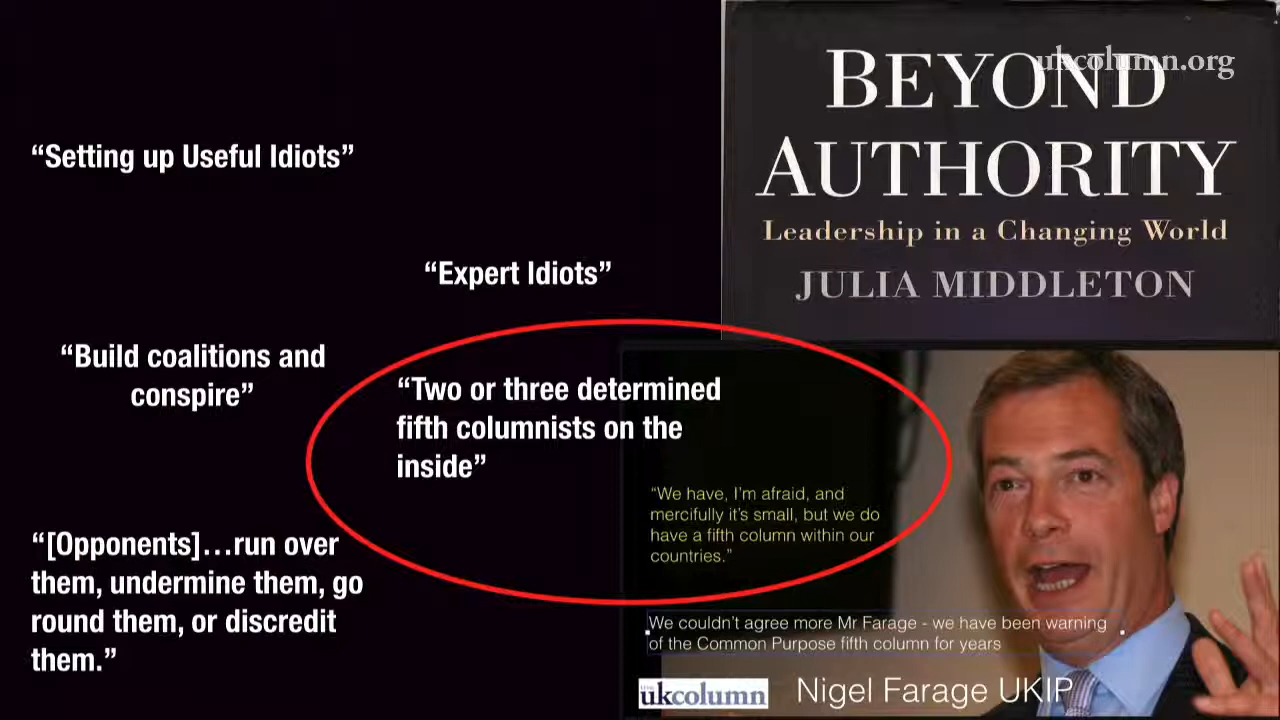 ukcolumn.org
BEYOND
AUTHORITY
Leadership in a Changing World
JULIA MIDDLETON
“Setting up Useful Idiots”
“Expert Idiots”
“Build coalitions and
conspire”
“Two or three determined
fifth columnists on the
inside”
“[Opponents]…run over
them, undermine them, go
round them, or discredit
them.”
“We have, I’m afraid, and
mercifully it’s small, but we do
have a fifth column within our
countries.”
We couldn’t agree more Mr Farage - we have been warning
of the Common Purpose fifth column for years
ukcolumn
Nigel Farage UKIP